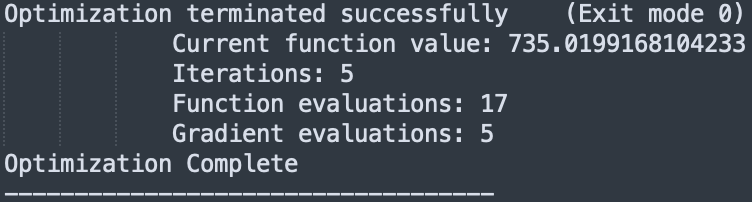 Optimization terminated successfully    (Exit mode 0)
            Current function value: 735.0199168104233
            Iterations: 5
            Function evaluations: 17
            Gradient evaluations: 5
Optimization Complete
-----------------------------------